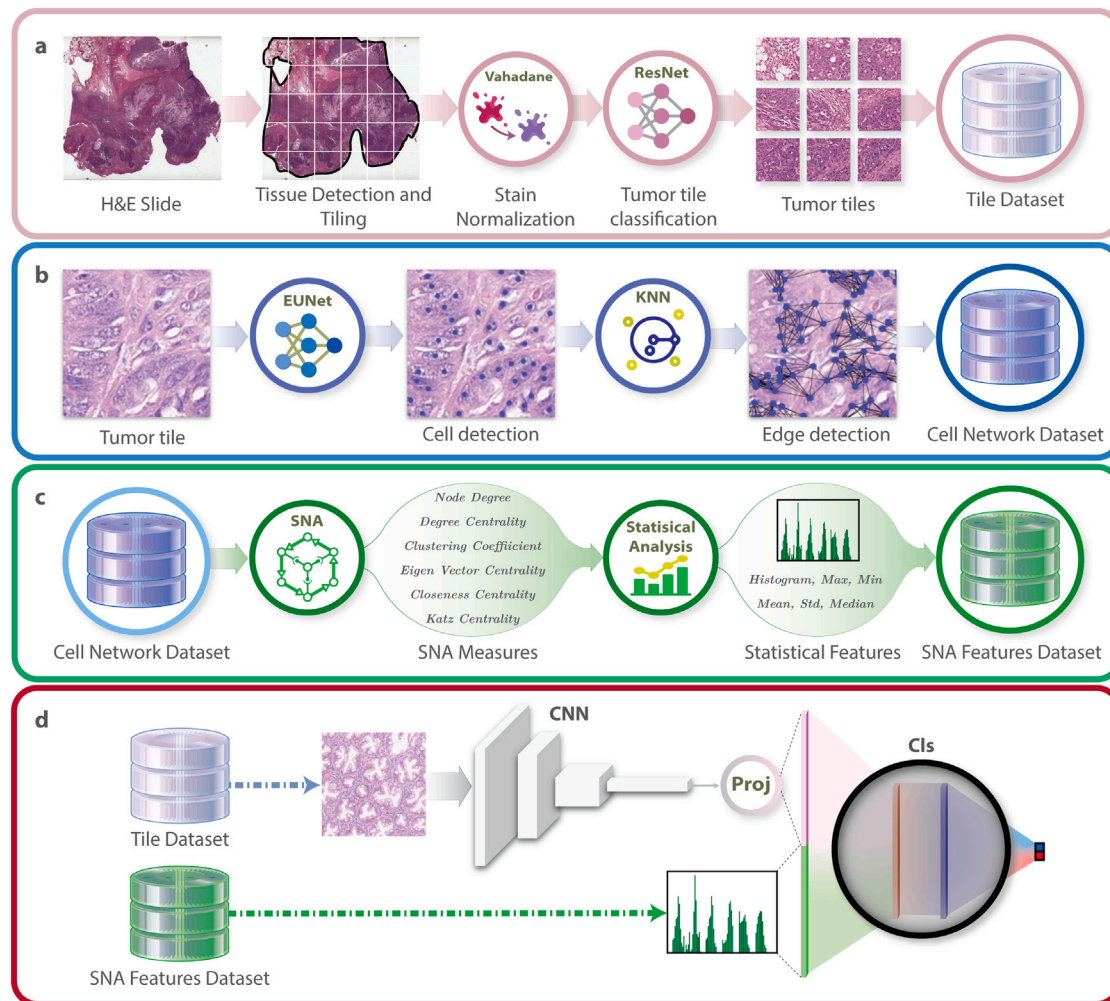 a
H&E Slide
Tissue Detection and
Tiling
Vahadane
Stain
Normalization
ResNet
Tumor tile
classification
Tumor tiles
Tile Dataset
b
Tumor tile
EUNet
Cell detection
KNN
Edge detection
Cell Network Dataset
c
Cell Network Dataset
SNA
Node Degree
Degree Centrality
Clustering Coeffiicient
Eigen Vector Centrality
Closeness Centrality
Katz Centrality
SNA Measures
Statisical
Analysis
Histogram, Max, Min
Mean, Std, Median
Statistical Features
SNA Features Dataset
d
Tile Dataset
CNN
Proj
Cls
SNA Features Dataset